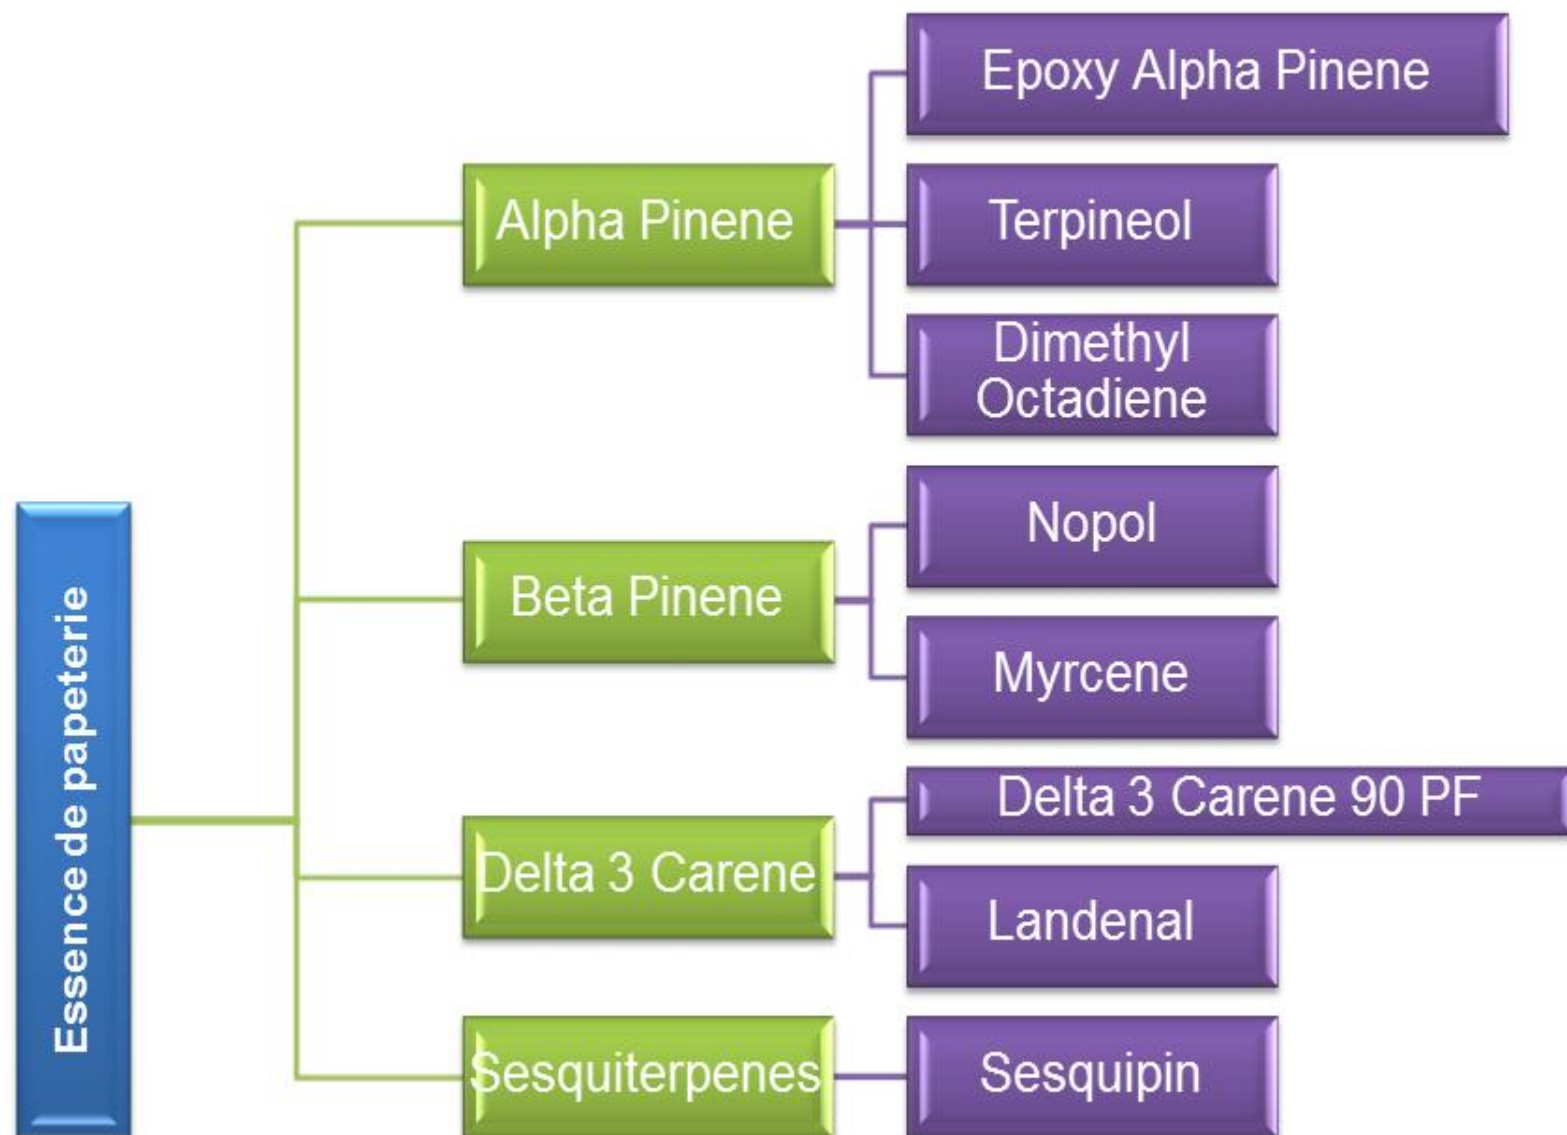 Essence de papeterie
Alpha Pinene
Epoxy Alpha Pinene
Terpineol
Dimethyl
Octadiene
Beta Pinene
Nopol
Myrcene
Delta 3 Carene
Delta 3 Carene 90 PF
Landenal
Sesquiterpenes
Sesquipin